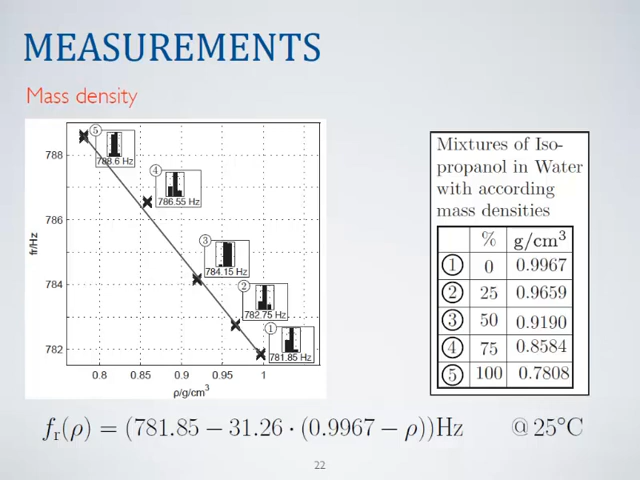 MEASUREMENTS
Mass density
fr/Hz
788
786
784
782
0.8
0.85
0.9
0.95
1
ρ/g/cm³
⑤
788.6 Hz
④
786.55 Hz
③
784.15 Hz
②
782.75 Hz
①
781.85 Hz
Mixtures of Iso-
propanol in Water
with according
mass densities
% g/cm³
① 0 0.9967
② 25 0.9659
③ 50 0.9190
④ 75 0.8584
⑤ 100 0.7808
fr(ρ) = (781.85 − 31.26 · (0.9967 − ρ))Hz @ 25°C
22